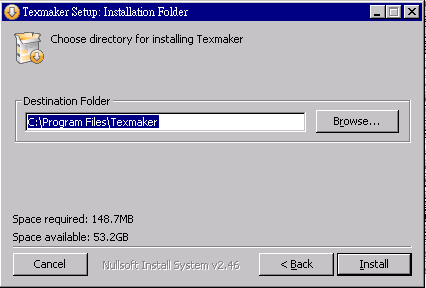 Texmaker Setup: Installation Folder
Choose directory for installing Texmaker
Destination Folder
C:\Program Files\Texmaker
Browse...
Space required: 148.7MB
Space available: 53.2GB
Cancel
Nullsoft Install System v2.46
< Back
Install